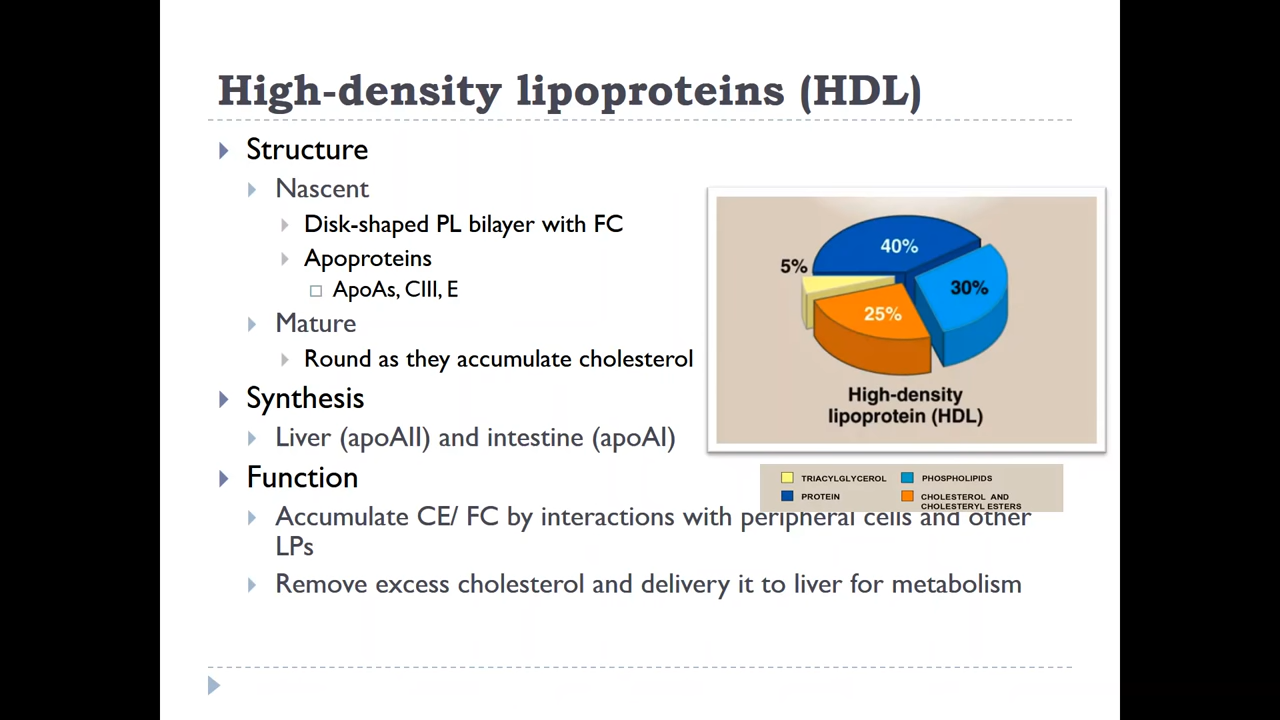 High-density lipoproteins (HDL)
Structure
Nascent
Disk-shaped PL bilayer with FC
Apoproteins
ApoAs, CIII, E
Mature
Round as they accumulate cholesterol
Synthesis
Liver (apoAII) and intestine (apoAI)
Function
Accumulate CE/ FC by interactions with peripheral cells and other
LPs
Remove excess cholesterol and delivery it to liver for metabolism
40%
5%
30%
25%
High-density
lipoprotein (HDL)
TRIACYLGLYCEROL
PHOSPHOLIPIDS
PROTEIN
CHOLESTEROL AND
CHOLESTERYL ESTERS